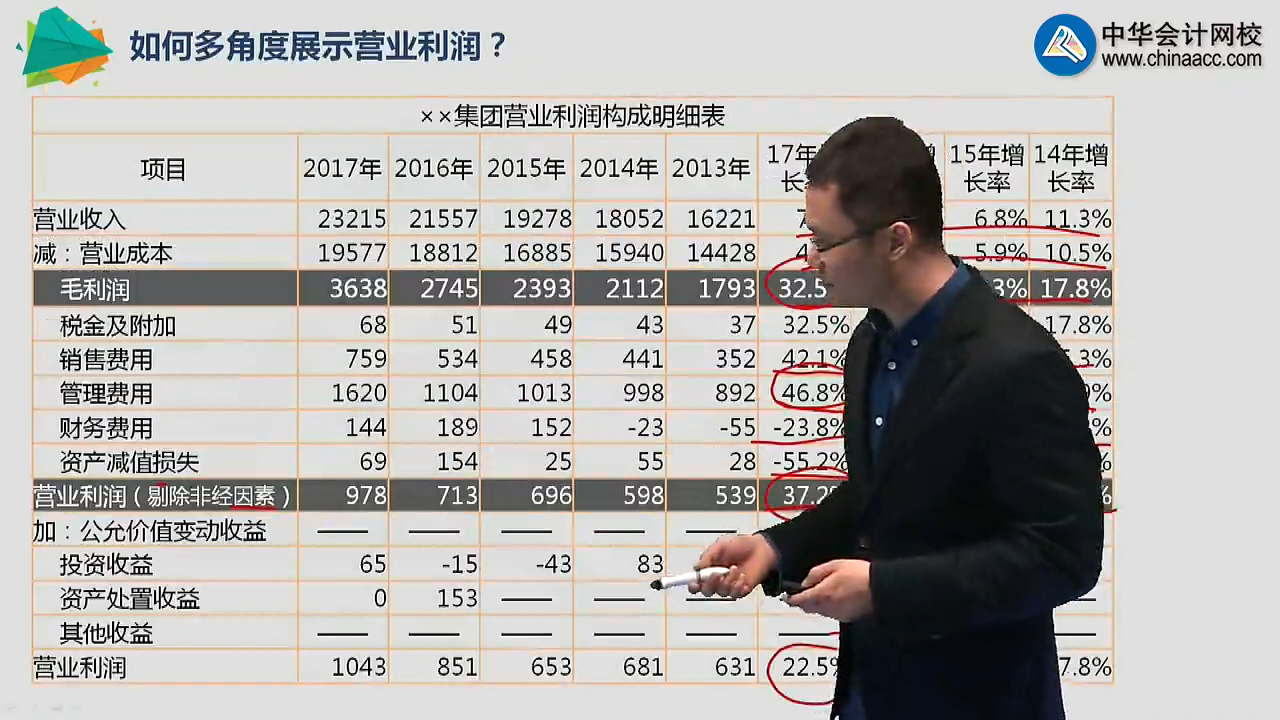 如何多角度展示营业利润？
中华会计网校
www.chinaacc.com
××集团营业利润构成明细表
项目 2017年 2016年 2015年 2014年 2013年 17年 15年增长率 14年增长率
营业收入 23215 21557 19278 18052 16221 6.8% 11.3%
减：营业成本 19577 18812 16885 15940 14428 5.9% 10.5%
毛利润 3638 2745 2393 2112 1793 32.5 17.8%
税金及附加 68 51 49 43 37 32.5% 17.8%
销售费用 759 534 458 441 352 42.1%
管理费用 1620 1104 1013 998 892 46.8%
财务费用 144 189 152 -23 -55 -23.8%
资产减值损失 69 154 25 55 28 -55.2%
营业利润（剔除非经因素） 978 713 696 598 539 37.2
加：公允价值变动收益 —— —— —— —— ——
投资收益 65 -15 -43 83
资产处置收益 0 153 —— —— —— ——
其他收益 —— —— —— —— —— —— ——
营业利润 1043 851 653 681 631 22.5% 7.8%